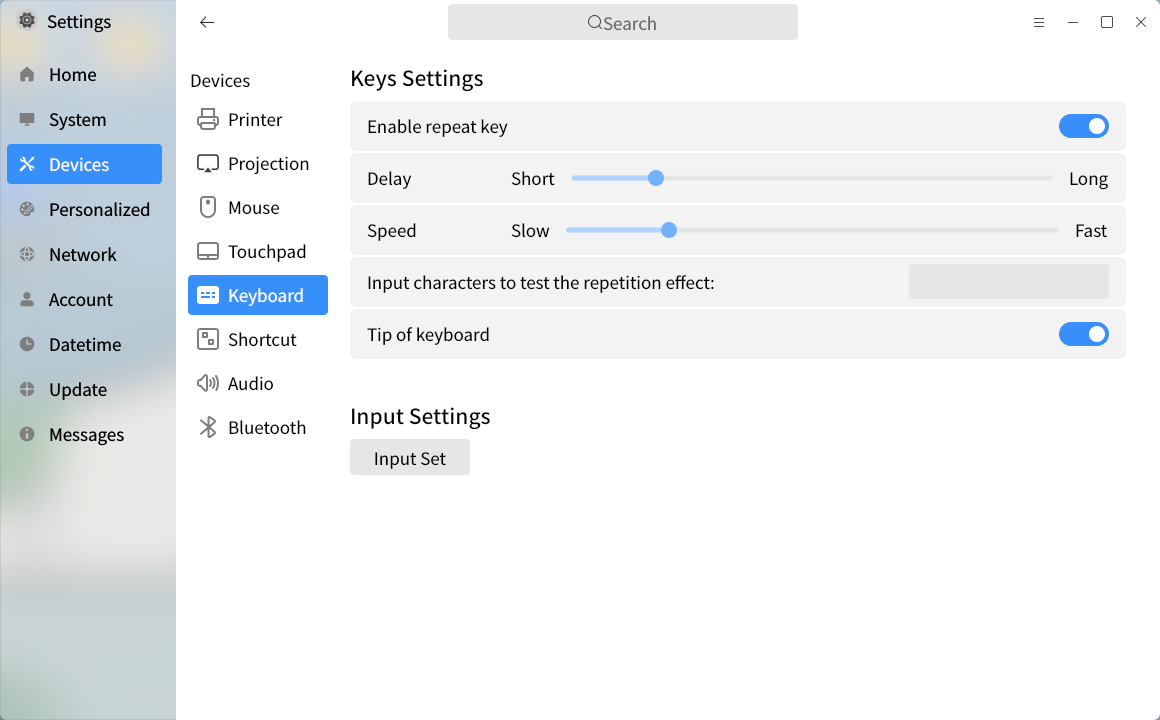 Settings
Search
Home
System
Devices
Personalized
Network
Account
Datetime
Update
Messages
Devices
Printer
Projection
Mouse
Touchpad
Keyboard
Shortcut
Audio
Bluetooth
Keys Settings
Enable repeat key
Delay Short Long
Speed Slow Fast
Input characters to test the repetition effect:
Tip of keyboard
Input Settings
Input Set